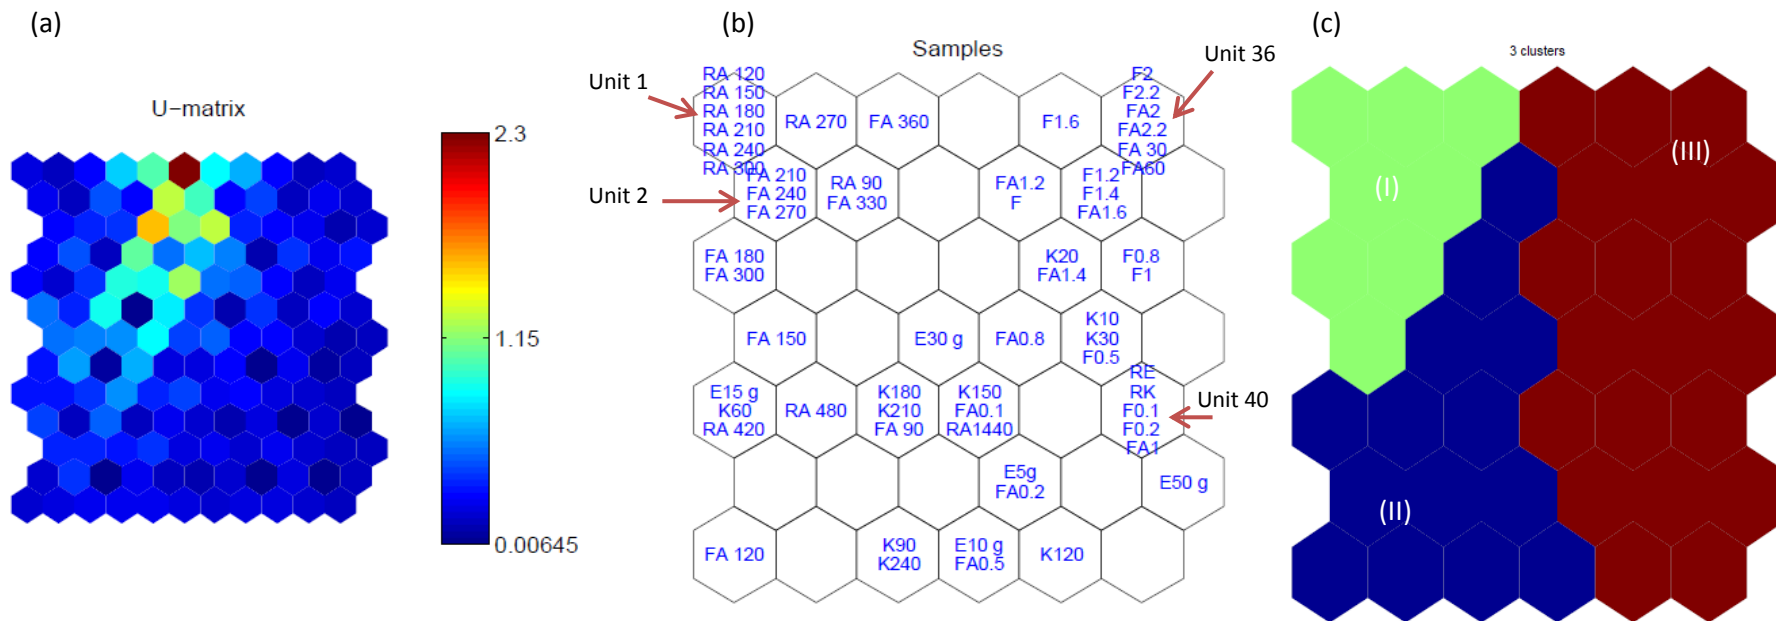 (a)
U-matrix
2.3
1.15
0.00645
(b)
Samples
Unit 1
Unit 2
Unit 36
Unit 40
RA 120
RA 150
RA 180
RA 210
RA 240
RA 300
RA 270
FA 360
F1.6
F2
F2.2
FA2
FA2.2
FA 30
FA60
FA 210
FA 240
FA 270
RA 90
FA 330
FA1.2
F
F1.2
F1.4
FA1.6
FA 180
FA 300
K20
FA1.4
F0.8
F1
FA 150
E30 g
FA0.8
K10
K30
F0.5
E15 g
K60
RA 420
RA 480
K180
K210
FA 90
K150
FA0.1
RA1440
RE
RK
F0.1
F0.2
FA1
E5g
FA0.2
E50 g
FA 120
K90
K240
E10 g
FA0.5
K120
(c)
3 clusters
(I)
(III)
(II)